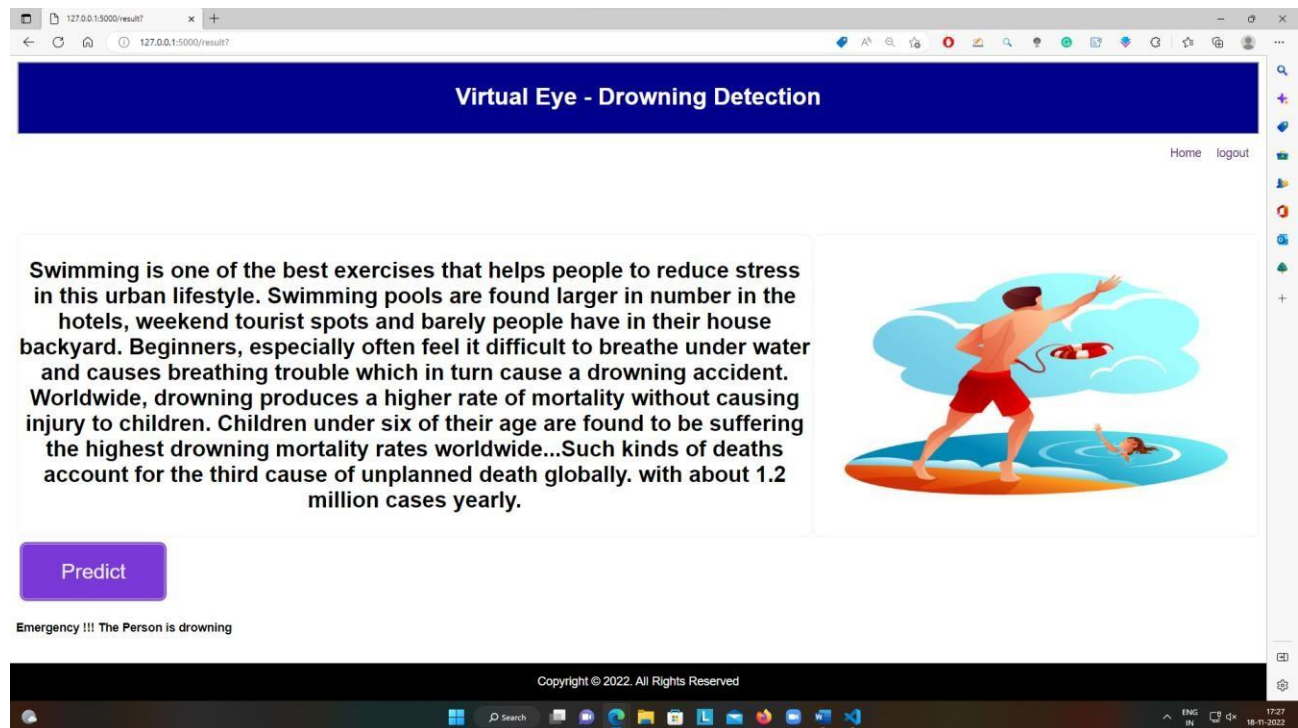 127.0.0.1:5000/result?
127.0.0.1:5000/result?
Virtual Eye - Drowning Detection
Home logout
Swimming is one of the best exercises that helps people to reduce stress
in this urban lifestyle. Swimming pools are found larger in number in the
hotels, weekend tourist spots and barely people have in their house
backyard. Beginners, especially often feel it difficult to breathe under water
and causes breathing trouble which in turn cause a drowning accident.
Worldwide, drowning produces a higher rate of mortality without causing
injury to children. Children under six of their age are found to be suffering
the highest drowning mortality rates worldwide...Such kinds of deaths
account for the third cause of unplanned death globally. with about 1.2
million cases yearly.
Predict
Emergency !!! The Person is drowning
Copyright © 2022. All Rights Reserved
Search
ENG
IN
17:27
18-11-2022